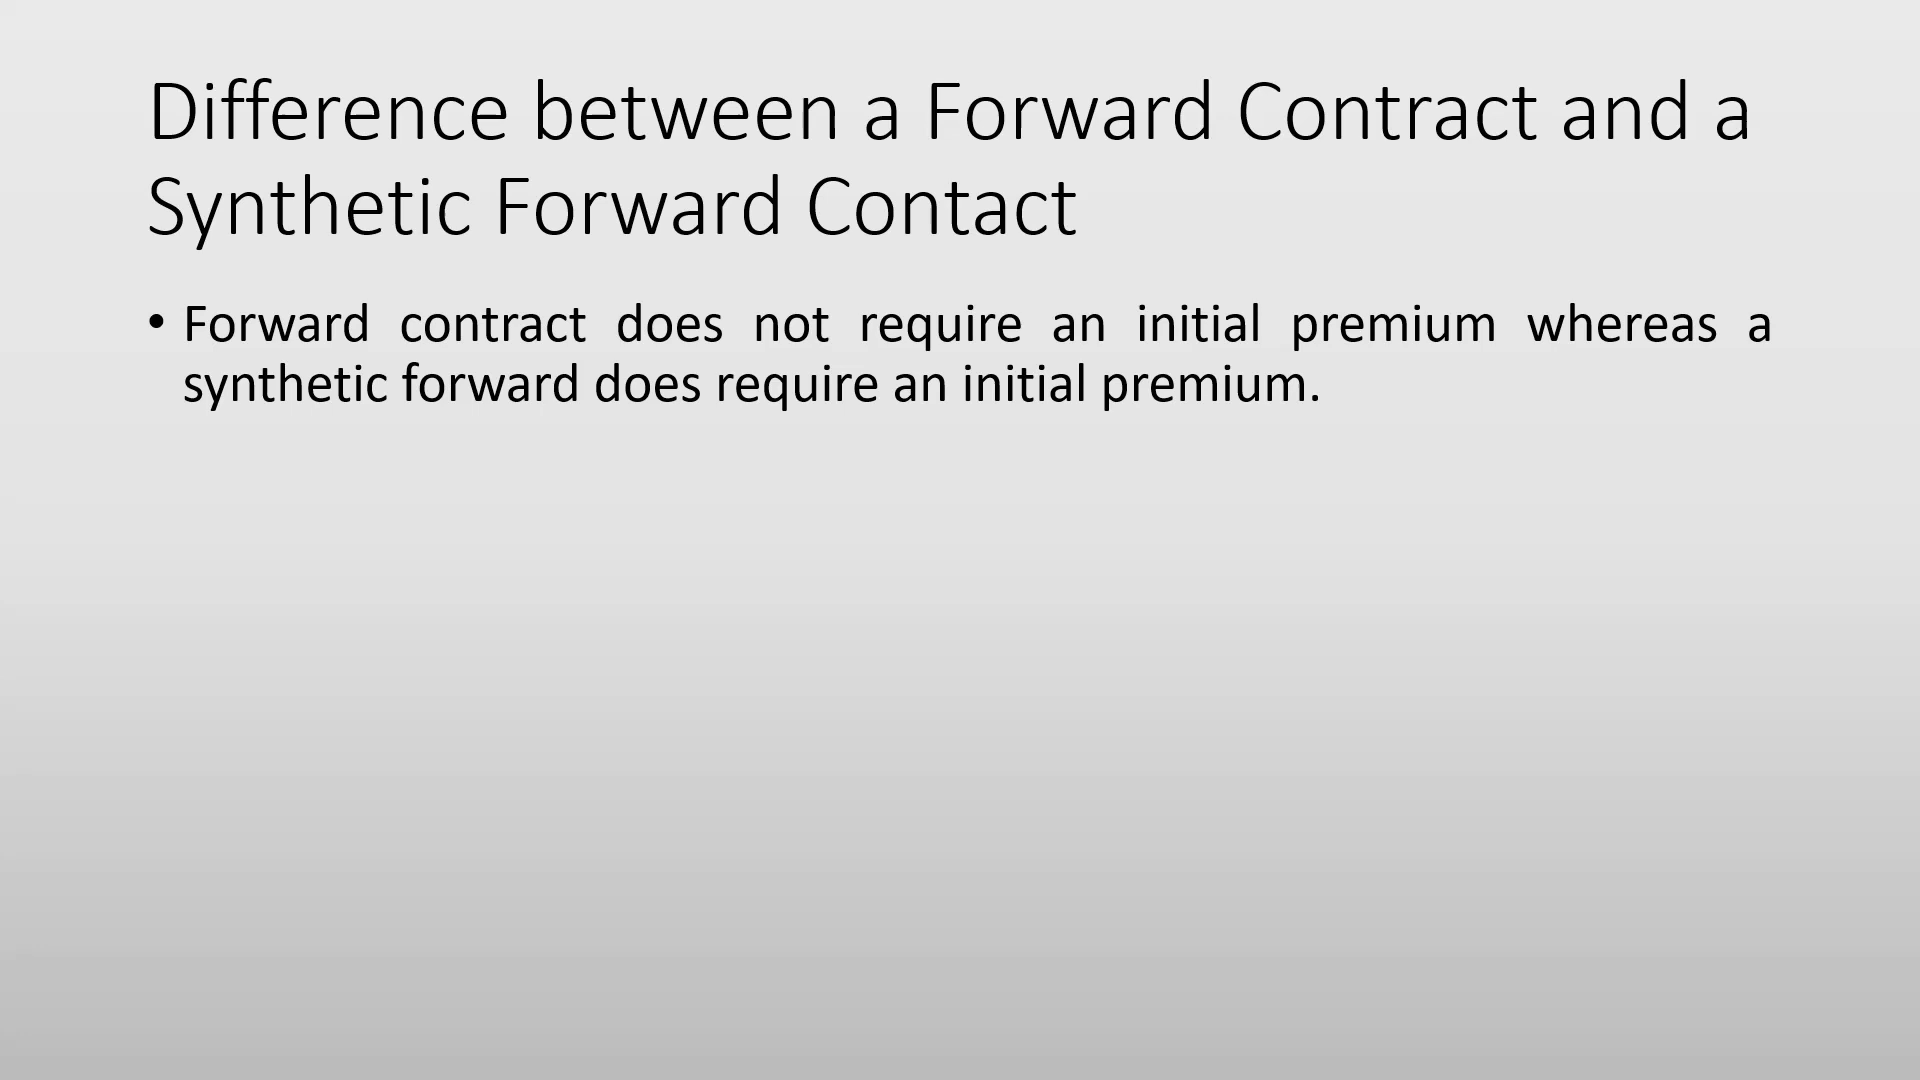 Difference between a Forward Contract and a
Synthetic Forward Contact
• Forward contract does not require an initial premium whereas a
synthetic forward does require an initial premium.